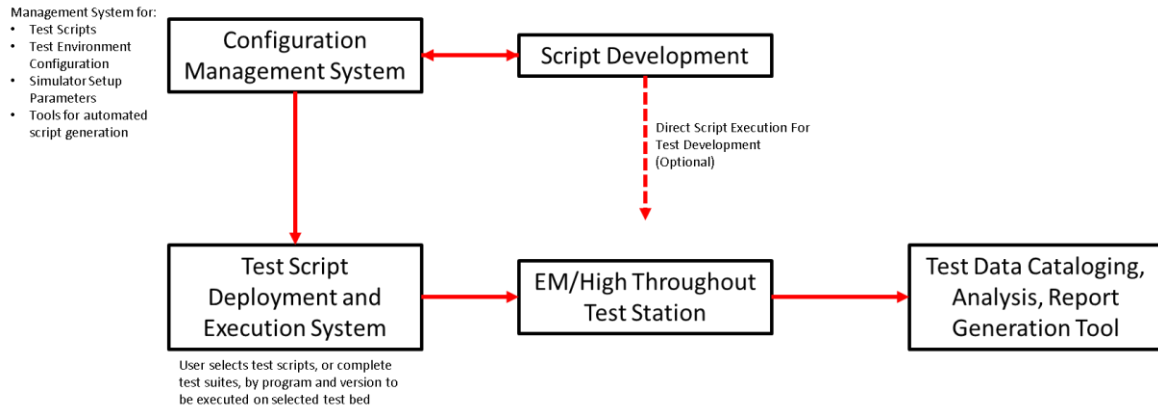 Management System for:
• Test Scripts
• Test Environment
Configuration
• Simulator Setup
Parameters
• Tools for automated
script generation
Configuration
Management System
Script Development
Direct Script Execution For
Test Development
(Optional)
Test Script
Deployment and
Execution System
EM/High Throughout
Test Station
Test Data Cataloging,
Analysis, Report
Generation Tool
User selects test scripts, or complete
test suites, by program and version to
be executed on selected test bed